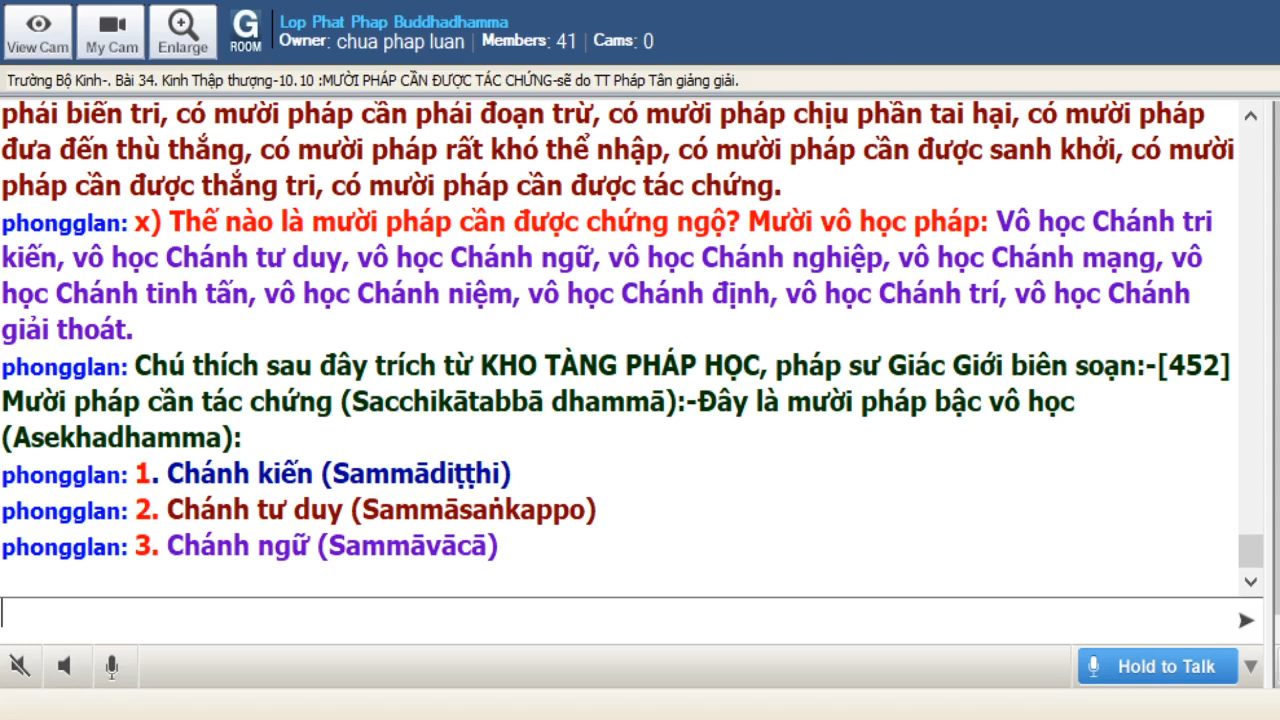 View Cam
My Cam
Enlarge
G
ROOM
Lop Phat Phap Buddhadhamma
Owner: chua phap luan | Members: 41 | Cams: 0
Trường Bộ Kinh-. Bài 34. Kinh Thập thượng-10.10 :MƯỜI PHÁP CẦN ĐƯỢC TÁC CHỨNG-sẽ do TT Pháp Tân giảng giải.
phải biến tri, có mười pháp cần phải đoạn trừ, có mười pháp chịu phần tai hại, có mười pháp
đưa đến thù thắng, có mười pháp rất khó thể nhập, có mười pháp cần được sanh khởi, có mười
pháp cần được thắng tri, có mười pháp cần được tác chứng.
phongglan: x) Thế nào là mười pháp cần được chứng ngộ? Mười vô học pháp: Vô học Chánh tri
kiến, vô học Chánh tư duy, vô học Chánh ngữ, vô học Chánh nghiệp, vô học Chánh mạng, vô
học Chánh tinh tấn, vô học Chánh niệm, vô học Chánh định, vô học Chánh trí, vô học Chánh
giải thoát.
phongglan: Chú thích sau đây trích từ KHO TÀNG PHÁP HỌC, pháp sư Giác Giới biên soạn:-[452]
Mười pháp cần tác chứng (Sacchikātabbā dhammā):-Đây là mười pháp bậc vô học
(Asekhadhamma):
phongglan: 1. Chánh kiến (Sammādiṭṭhi)
phongglan: 2. Chánh tư duy (Sammāsaṅkappo)
phongglan: 3. Chánh ngữ (Sammāvācā)
Hold to Talk